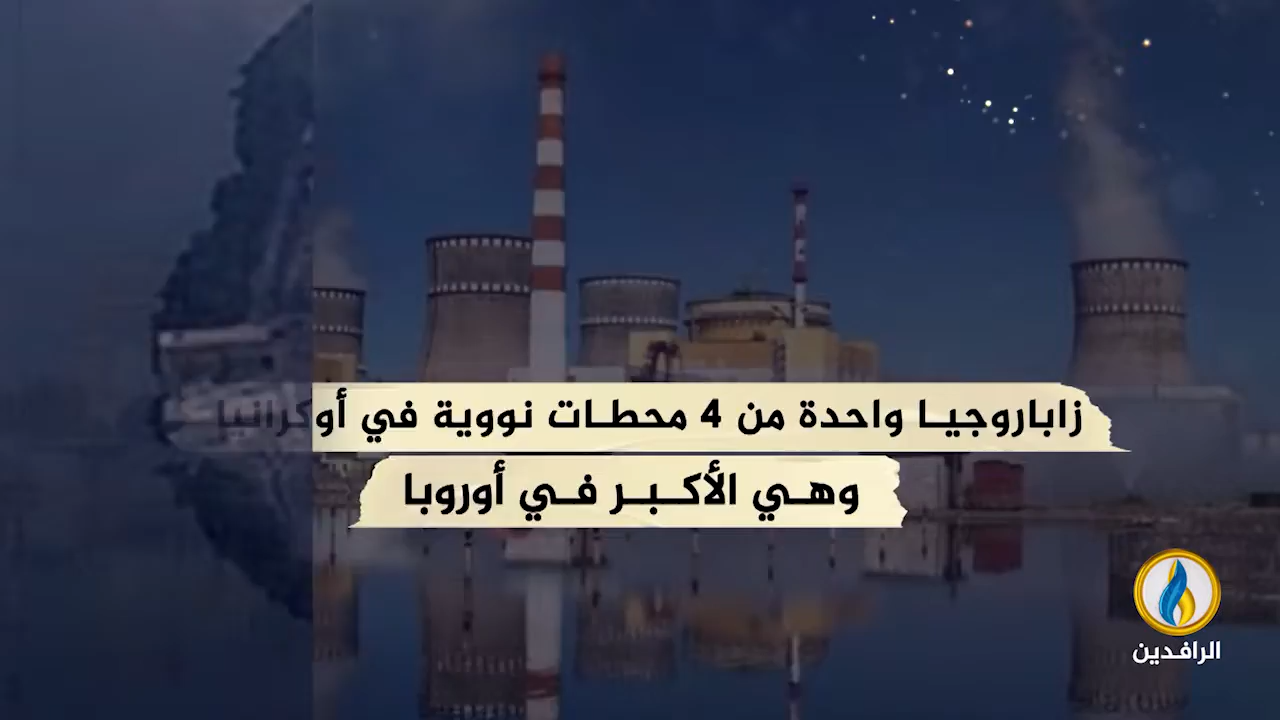 زاباروجيا واحدة من 4 محطات نووية في أوكرانيا
وهي الأكبر في أوروبا
الرافدين